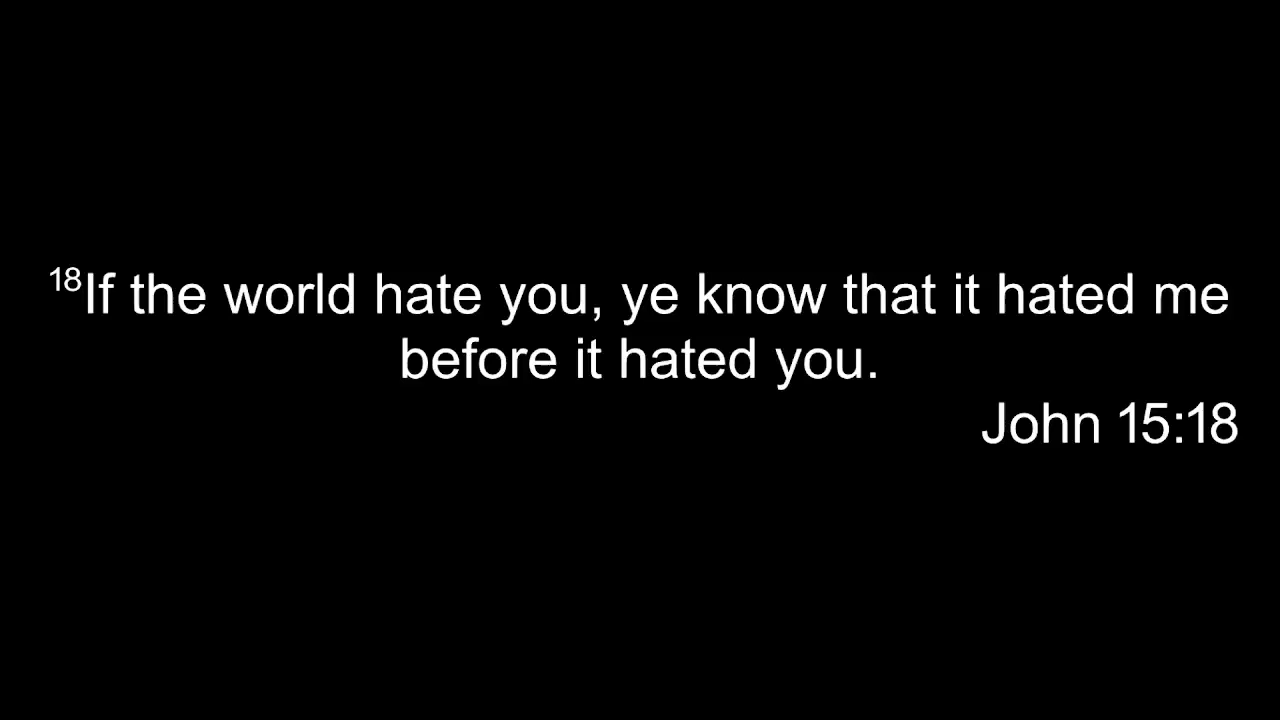 18If the world hate you, ye know that it hated me
before it hated you.
John 15:18